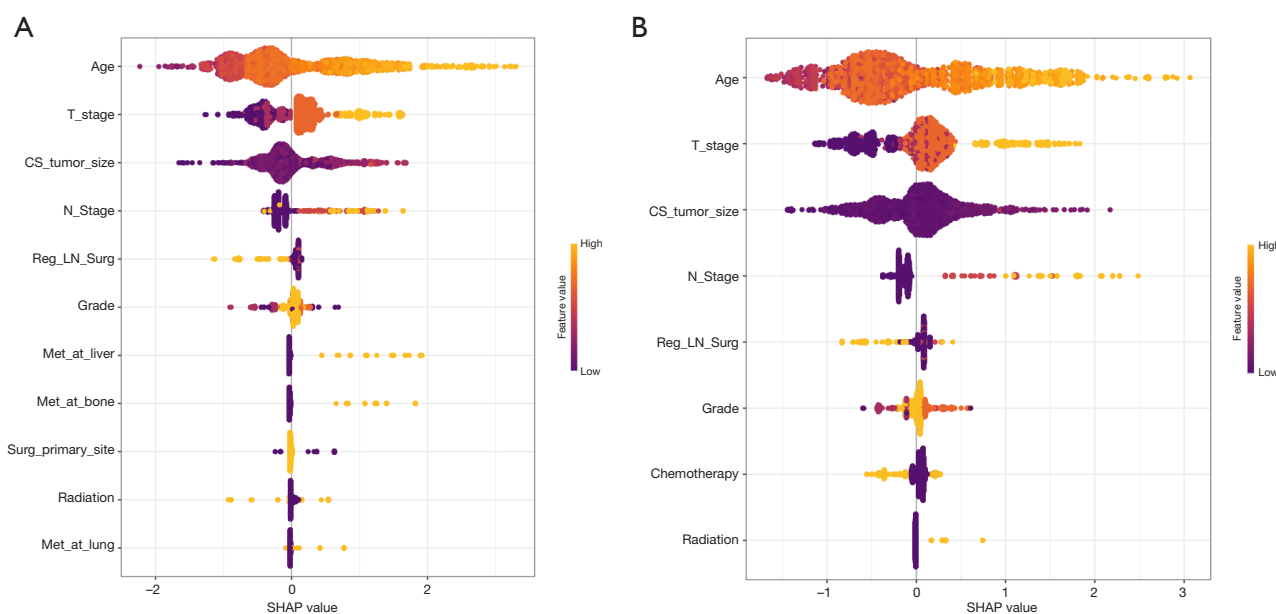 A
Age
T_stage
CS_tumor_size
N_Stage
Reg_LN_Surg
Grade
Met_at_liver
Met_at_bone
Surg_primary_site
Radiation
Met_at_lung
−2
0
2
SHAP value
High
Feature value
Low
B
Age
T_stage
CS_tumor_size
N_Stage
Reg_LN_Surg
Grade
Chemotherapy
Radiation
−1
0
1
2
3
SHAP value
High
Feature value
Low